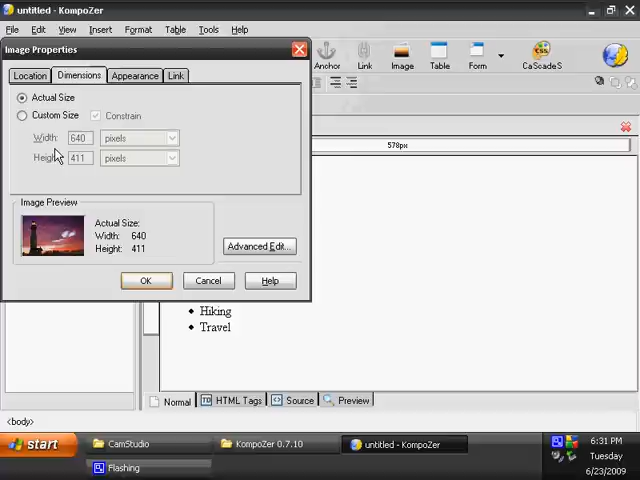 untitled - KompoZer
File Edit View Insert Format Table Tools Help
Image Properties
Location Dimensions Appearance Link
Anchor Link Image Table Form CaScadeS
Actual Size
Custom Size Constrain
Width: 640 pixels
Height: 411 pixels
578px
Image Preview
Actual Size:
Width: 640
Height: 411
Advanced Edit...
OK Cancel Help
Hiking
Travel
Normal HTML Tags Source Preview
<body>
start CamStudio KompoZer 0.7.10 untitled - KompoZer
Flashing
6:31 PM
Tuesday
6/23/2009